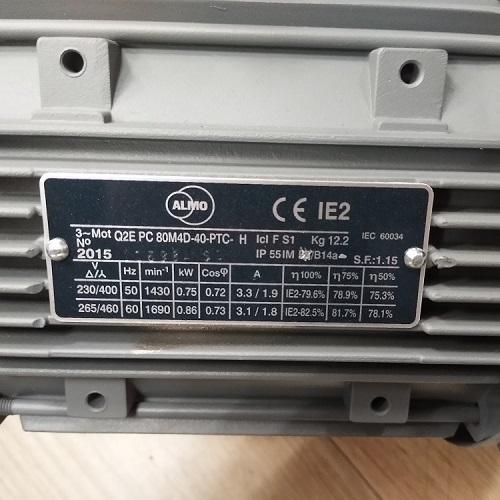 ALMO
CE IE2
3~Mot Q2E PC 80M4D-40-PTC- H Icl F S1 Kg 12.2 IEC 60034
No 2015 IP 55 IM B14a S.F.:1.15
Δ/Y V Hz min-1 kW Cosφ A η100% η75% η50%
230/400 50 1430 0.75 0.72 3.3/1.9 IE2-79.6% 78.9% 75.3%
265/460 60 1690 0.86 0.73 3.1/1.8 IE2-82.5% 81.7% 78.1%